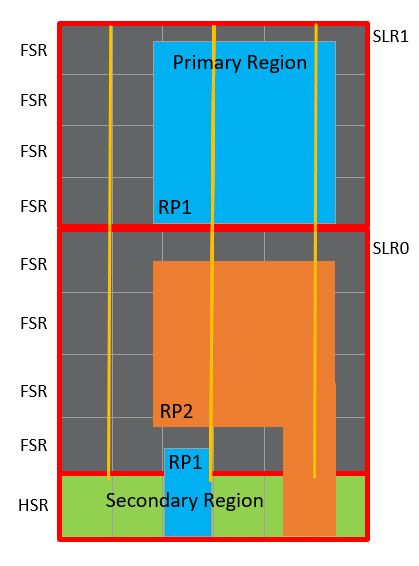 SLR1
FSR
Primary Region
FSR
FSR
FSR
RP1
SLR0
FSR
FSR
FSR
RP2
FSR
RP1
Secondary Region
HSR